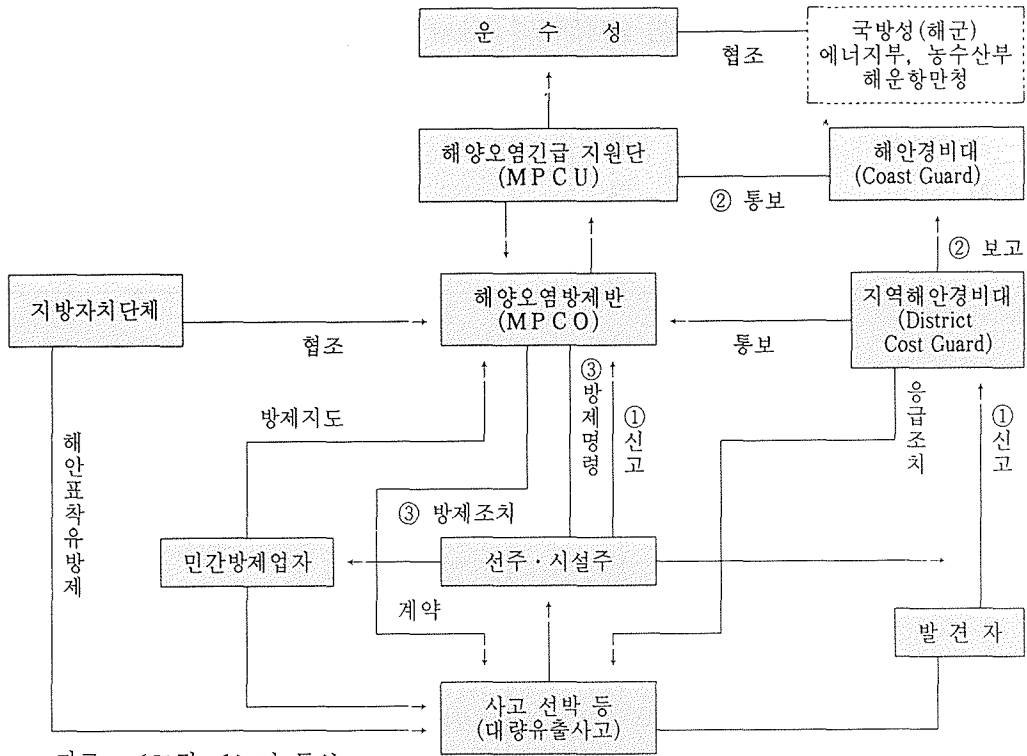 운 수 성
협조
국방성(해군)
에너지부, 농수산부
해운항만청
해양오염긴급 지원단
(MPCU)
② 통보
해안경비대
(Coast Guard)
② 보고
지방자치단체
협조
해양오염방제반
(MPCO)
통보
지역해안경비대
(District
Cost Guard)
해안표착유방제
방제지도
③ 방제명령
① 신고
응급조치
① 신고
③ 방제조치
민간방제업자
선주·시설주
계약
발 견 자
사고 선박 등
(대량유출사고)